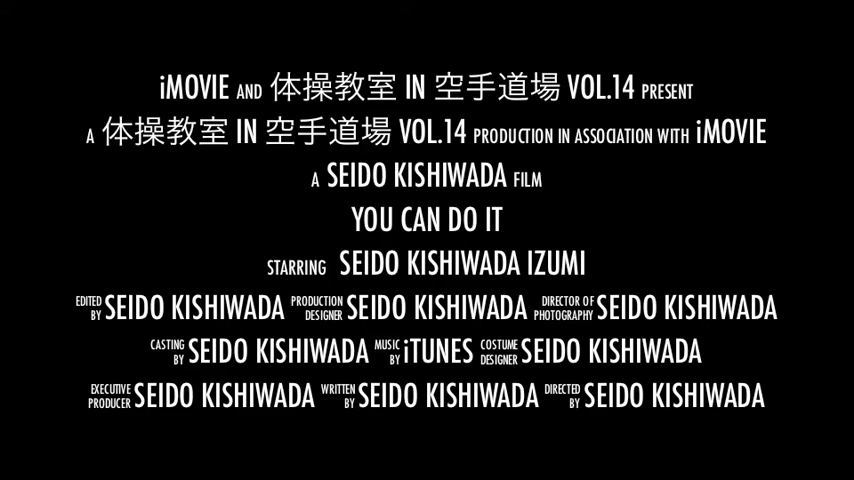 iMOVIE AND 体操教室 IN 空手道場 VOL.14 PRESENT
A 体操教室 IN 空手道場 VOL.14 PRODUCTION IN ASSOCIATION WITH iMOVIE
A SEIDO KISHIWADA FILM
YOU CAN DO IT
STARRING SEIDO KISHIWADA IZUMI
EDITED BY SEIDO KISHIWADA PRODUCTION DESIGNER SEIDO KISHIWADA DIRECTOR OF PHOTOGRAPHY SEIDO KISHIWADA
CASTING BY SEIDO KISHIWADA MUSIC BY iTUNES COSTUME DESIGNER SEIDO KISHIWADA
EXECUTIVE PRODUCER SEIDO KISHIWADA WRITTEN BY SEIDO KISHIWADA DIRECTED BY SEIDO KISHIWADA